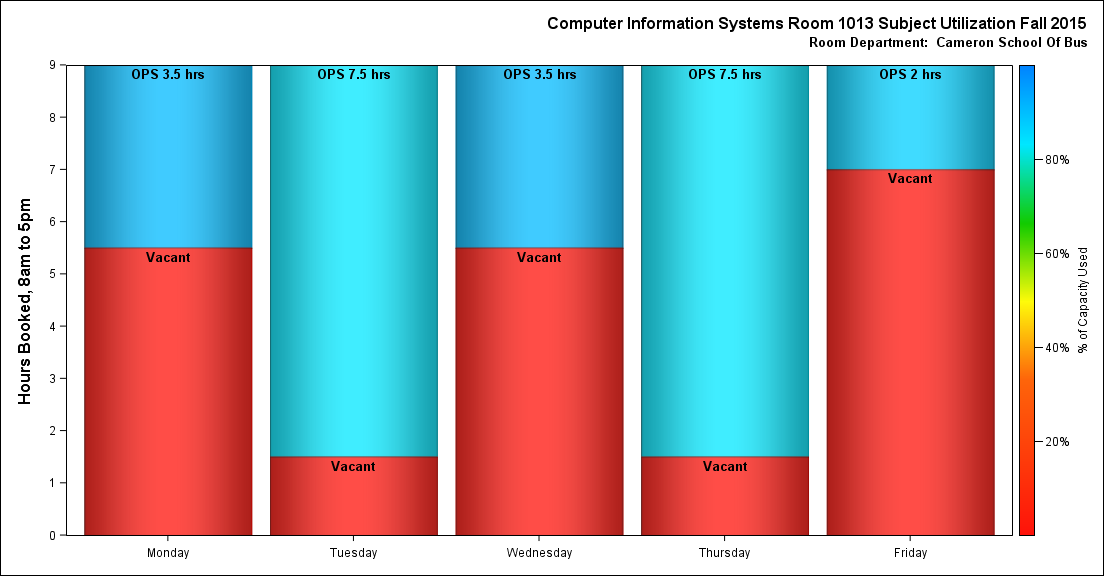 Computer Information Systems Room 1013 Subject Utilization Fall 2015
Room Department:  Cameron School Of Bus
Hours Booked, 8am to 5pm
9
8
7
6
5
4
3
2
1
0
OPS 3.5 hrs
OPS 7.5 hrs
OPS 3.5 hrs
OPS 7.5 hrs
OPS 2 hrs
Vacant
Vacant
Vacant
Vacant
Vacant
Monday
Tuesday
Wednesday
Thursday
Friday
80%
60%
40%
20%
% of Capacity Used